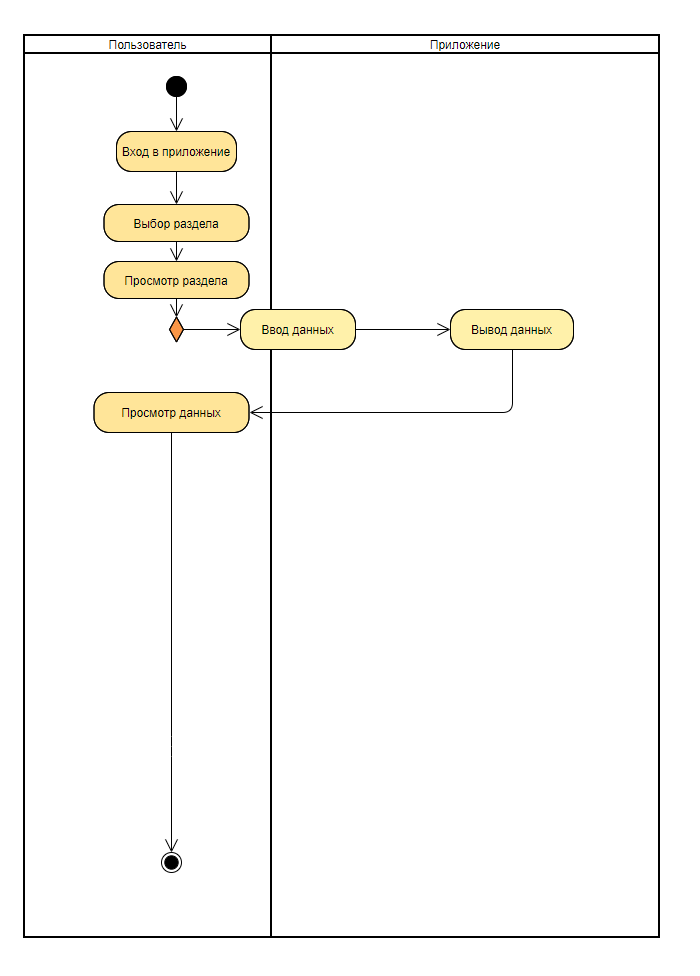 Пользователь
Приложение
Вход в приложение
Выбор раздела
Просмотр раздела
Ввод данных
Вывод данных
Просмотр данных